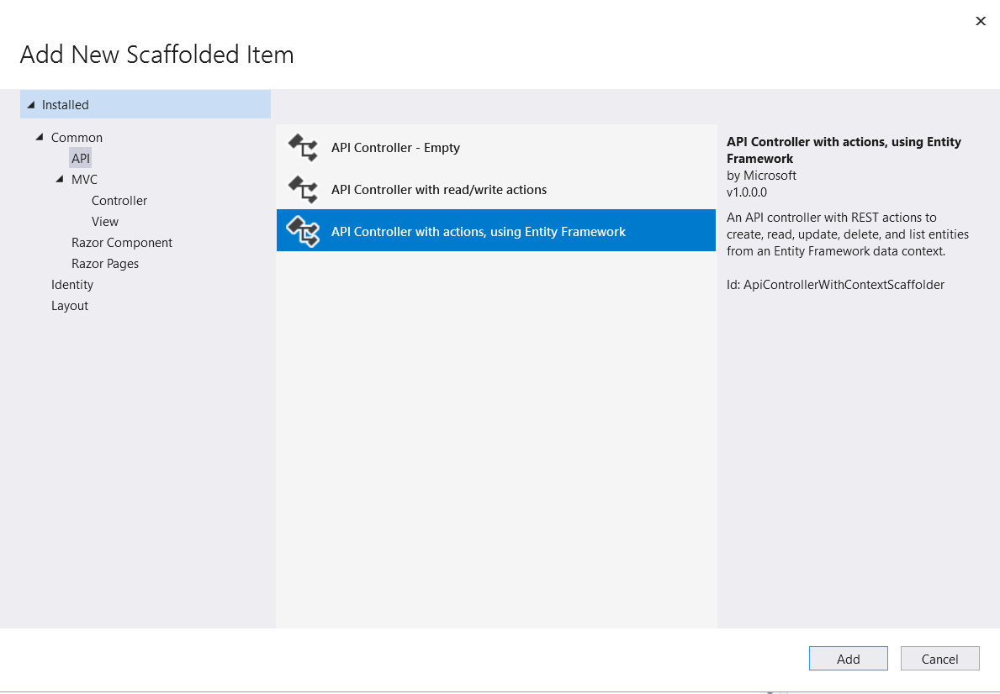 Add New Scaffolded Item
Installed
Common
API
MVC
Controller
View
Razor Component
Razor Pages
Identity
Layout
API Controller - Empty
API Controller with read/write actions
API Controller with actions, using Entity Framework
API Controller with actions, using Entity
Framework
by Microsoft
v1.0.0.0
An API controller with REST actions to
create, read, update, delete, and list entities
from an Entity Framework data context.
Id: ApiControllerWithContextScaffolder
Add
Cancel